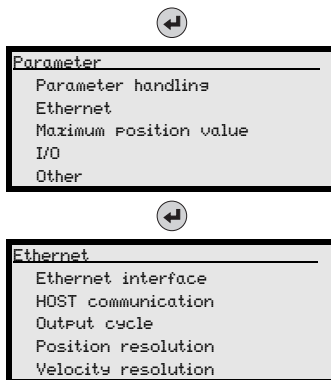 Parameter
Parameter handling
Ethernet
Maximum position value
I/O
Other
Ethernet
Ethernet interface
HOST communication
Output cycle
Position resolution
Velocity resolution